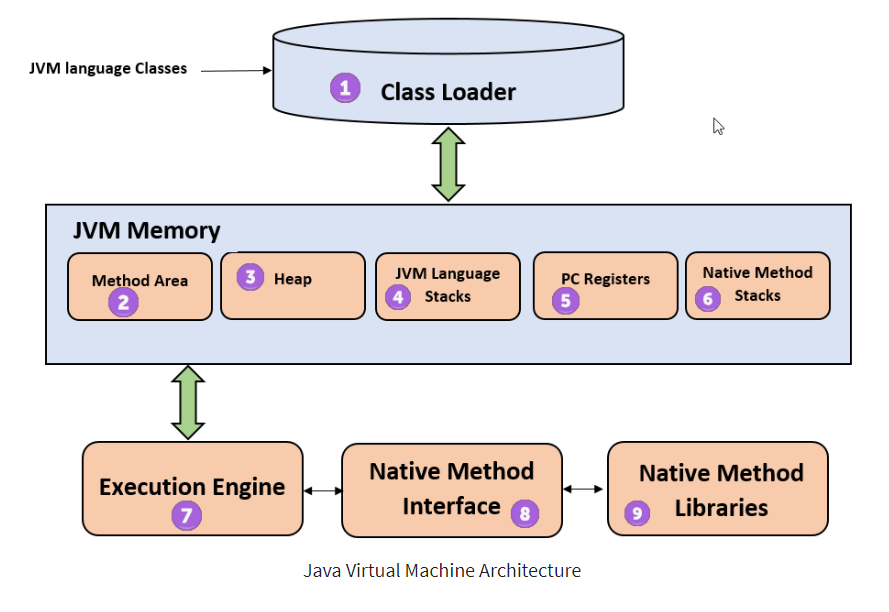 JVM language Classes
1 Class Loader
JVM Memory
Method Area
2
3 Heap
JVM Language
4 Stacks
PC Registers
5
Native Method
6 Stacks
Execution Engine
7
Native Method
Interface 8
Native Method
9 Libraries
Java Virtual Machine Architecture